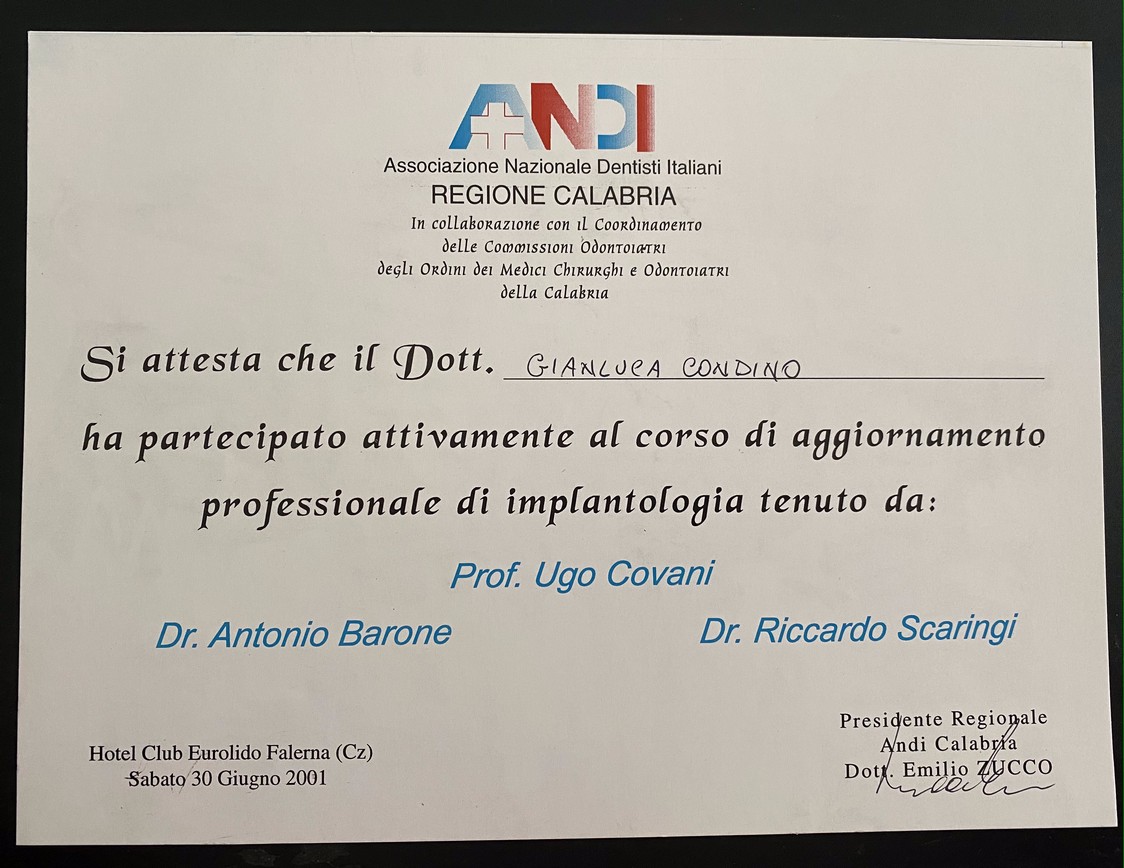 ANDI
Associazione Nazionale Dentisti Italiani
REGIONE CALABRIA
In collaborazione con il Coordinamento
delle Commissioni Odontoiatri
degli Ordini dei Medici Chirurghi e Odontoiatri
della Calabria
Si attesta che il Dott. GIANLUCA CONDINO
ha partecipato attivamente al corso di aggiornamento
professionale di implantologia tenuto da:
Prof. Ugo Covani
Dr. Antonio Barone
Dr. Riccardo Scaringi
Hotel Club Eurolido Falerna (Cz)
Sabato 30 Giugno 2001
Presidente Regionale
Andi Calabria
Dott. Emilio ZUCCO